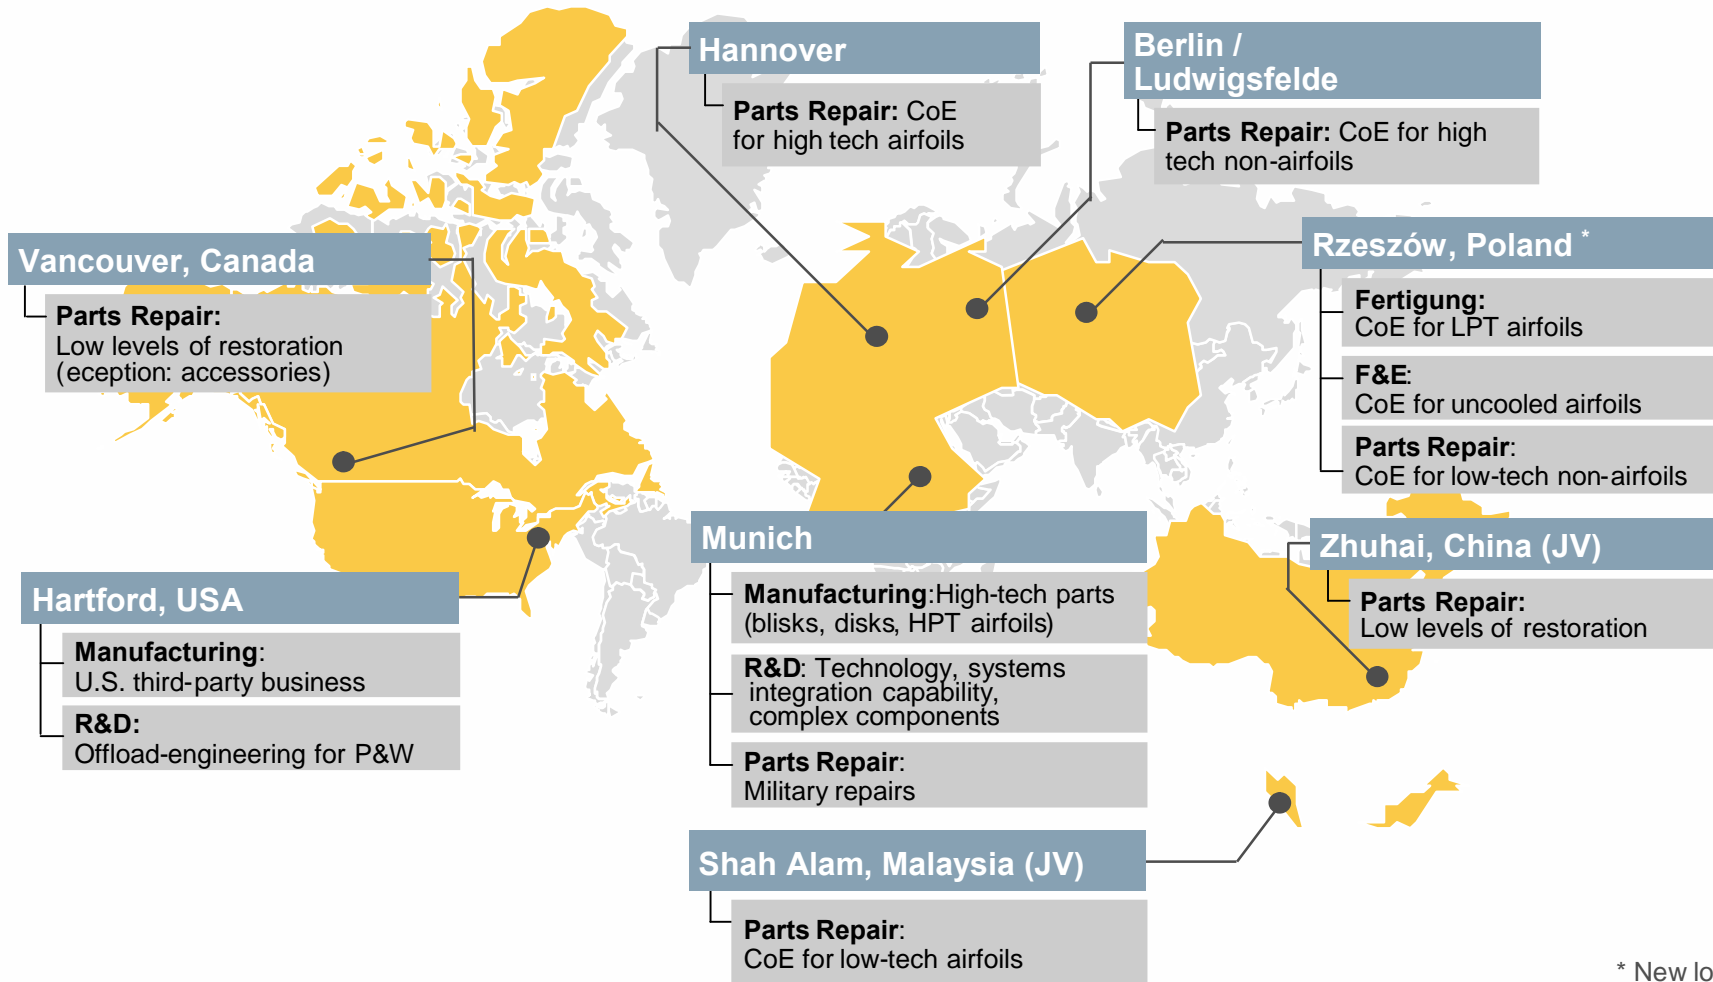 Hannover
Parts Repair: CoE
for high tech airfoils
Berlin /
Ludwigsfelde
Parts Repair: CoE for high
tech non-airfoils
Vancouver, Canada
Parts Repair:
Low levels of restoration
(eception: accessories)
Rzeszów, Poland *
Fertigung:
CoE for LPT airfoils
F&E:
CoE for uncooled airfoils
Parts Repair:
CoE for low-tech non-airfoils
Hartford, USA
Manufacturing:
U.S. third-party business
R&D:
Offload-engineering for P&W
Munich
Manufacturing:High-tech parts
(blisks, disks, HPT airfoils)
R&D: Technology, systems
integration capability,
complex components
Parts Repair:
Military repairs
Zhuhai, China (JV)
Parts Repair:
Low levels of restoration
Shah Alam, Malaysia (JV)
Parts Repair:
CoE for low-tech airfoils
* New